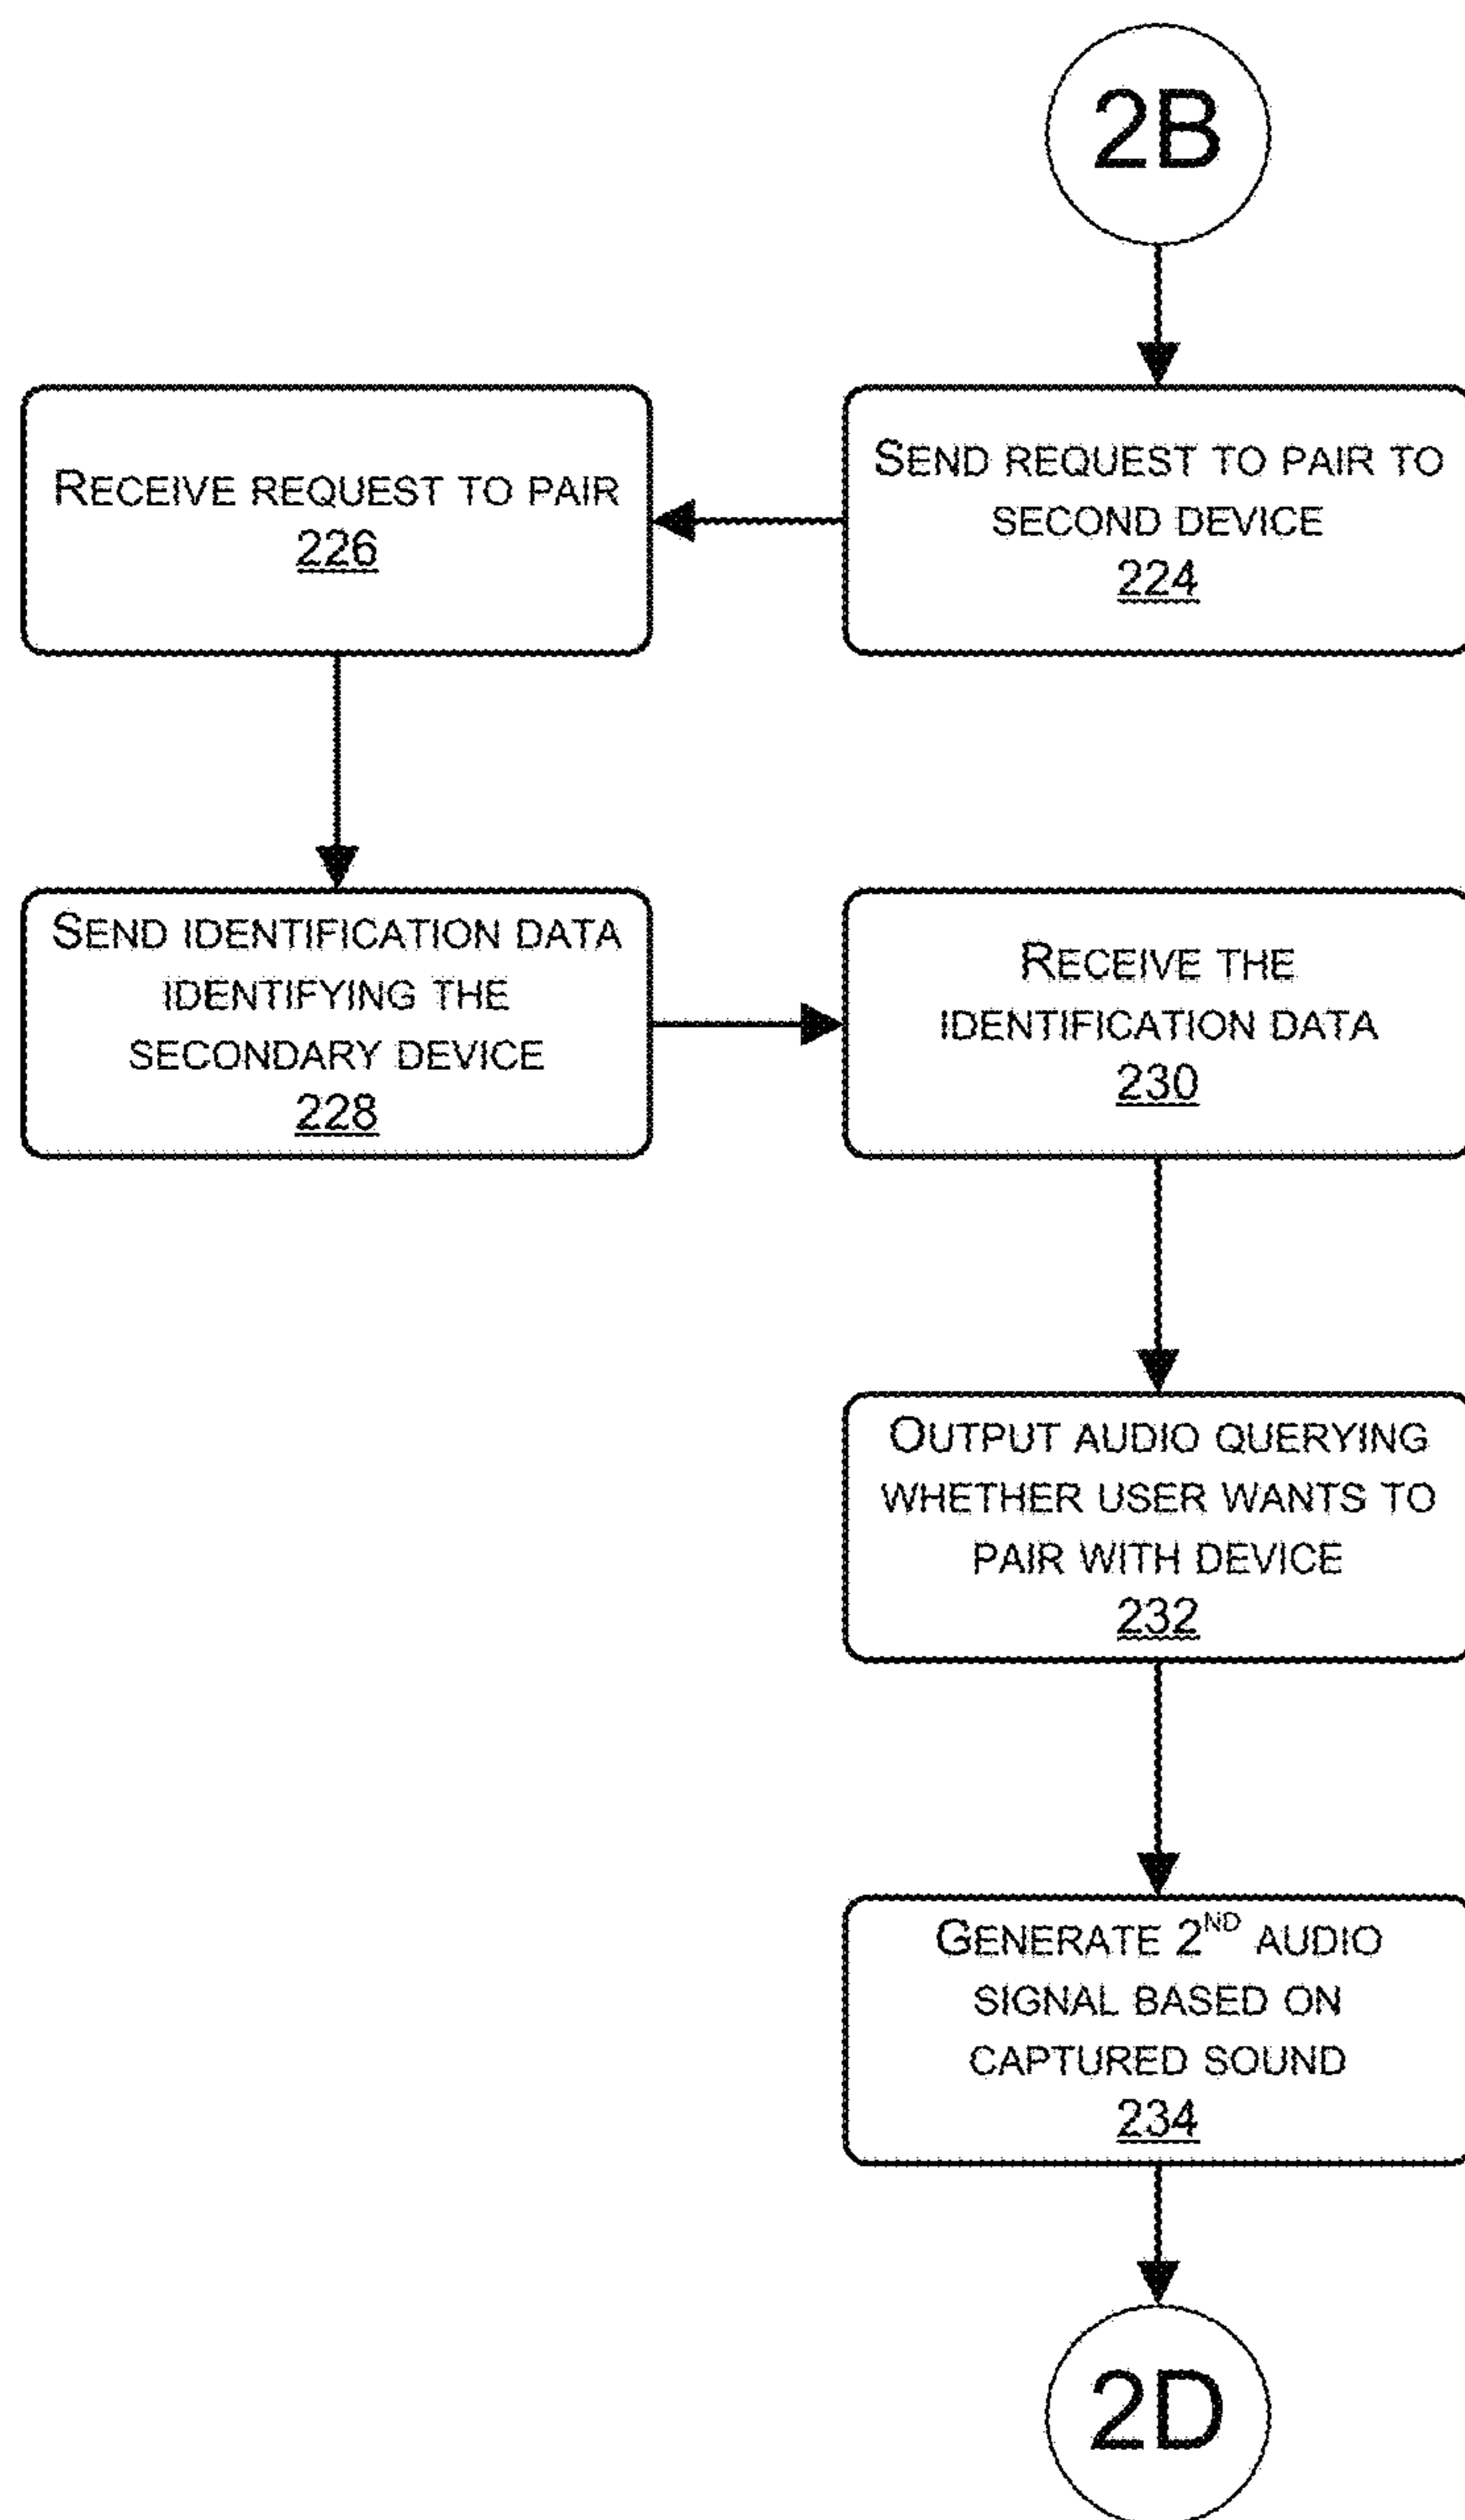 2B
SEND REQUEST TO PAIR TO
SECOND DEVICE
224
RECEIVE REQUEST TO PAIR
226
SEND IDENTIFICATION DATA
IDENTIFYING THE
SECONDARY DEVICE
228
RECEIVE THE
IDENTIFICATION DATA
230
OUTPUT AUDIO QUERYING
WHETHER USER WANTS TO
PAIR WITH DEVICE
232
GENERATE 2ND AUDIO
SIGNAL BASED ON
CAPTURED SOUND
234
2D